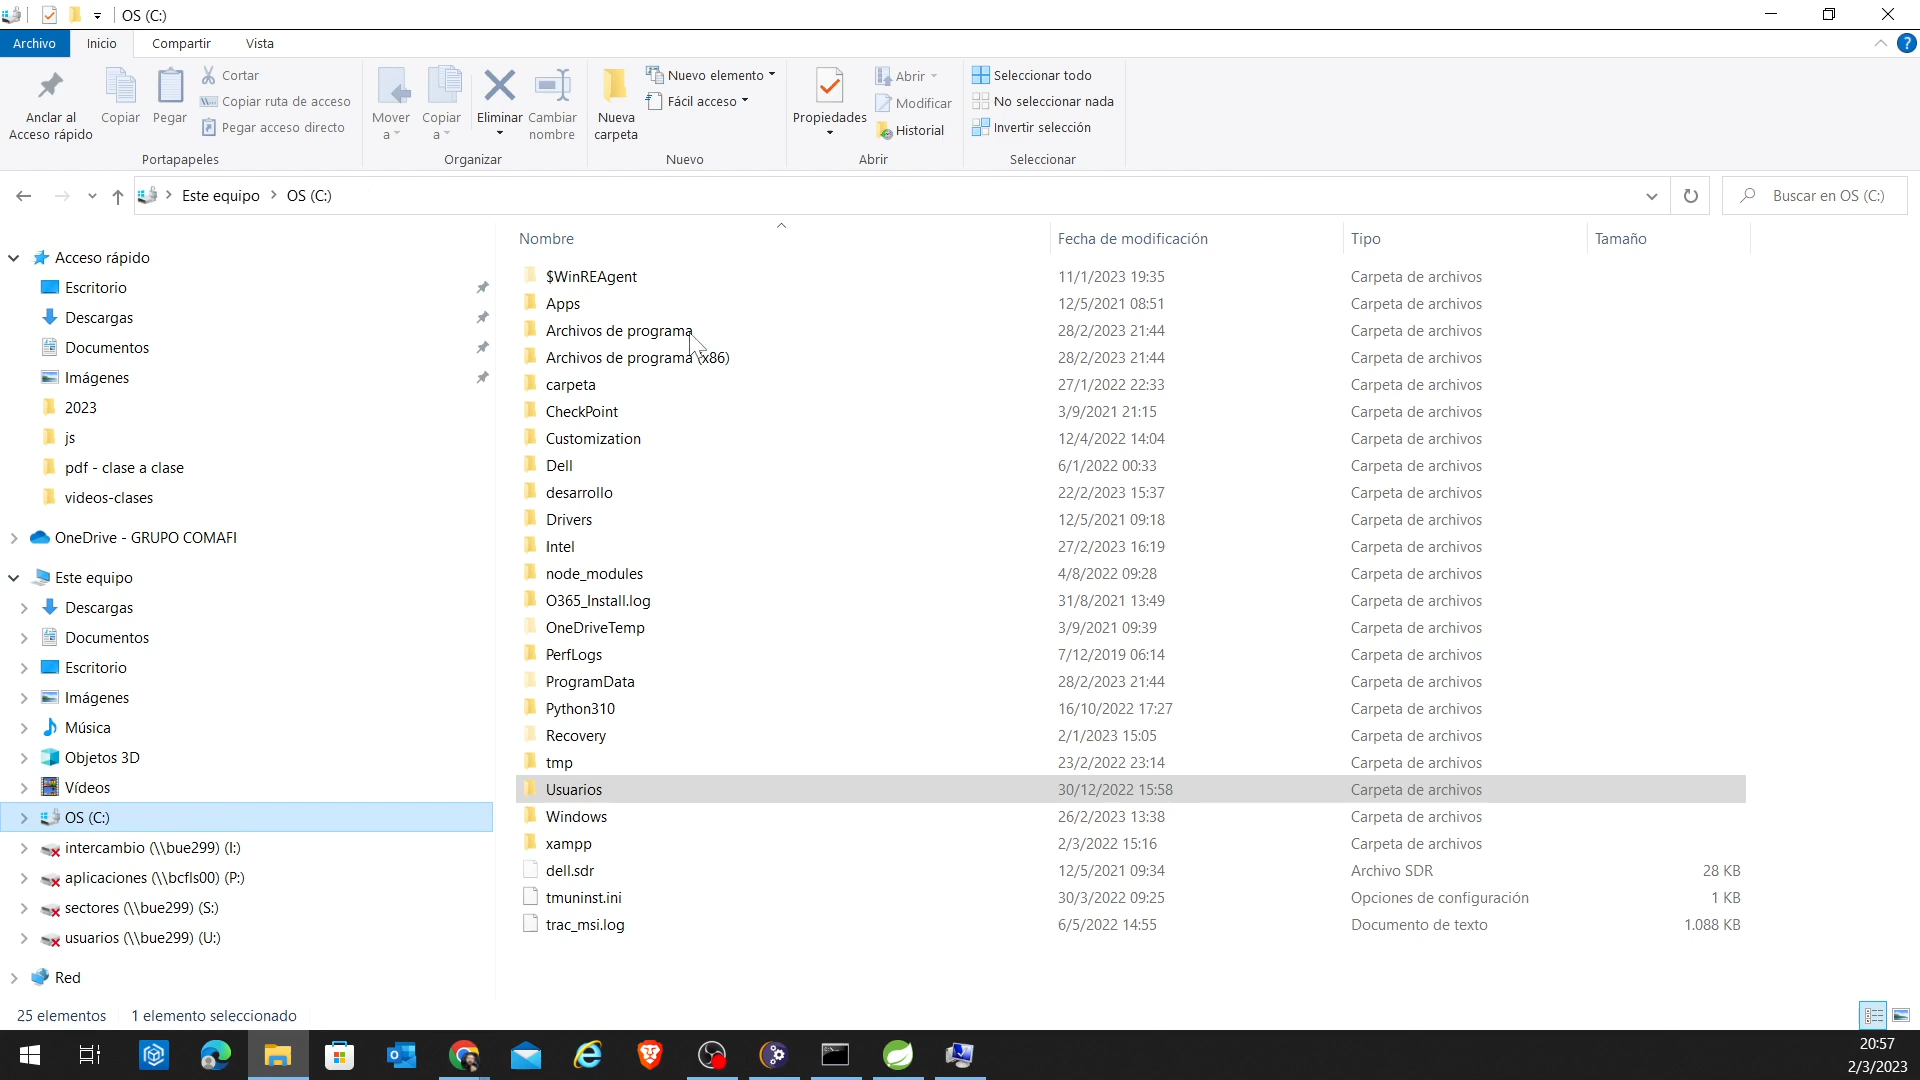 OS (C:)
Archivo
Inicio
Compartir
Vista
Anclar al
Acceso rápido
Copiar
Pegar
Cortar
Copiar ruta de acceso
Pegar acceso directo
Portapapeles
Mover
a
Copiar
a
Eliminar
Cambiar
nombre
Organizar
Nueva
carpeta
Nuevo elemento
Fácil acceso
Nuevo
Propiedades
Abrir
Modificar
Historial
Abrir
Seleccionar todo
No seleccionar nada
Invertir selección
Seleccionar
Este equipo > OS (C:)
Buscar en OS (C:)
Acceso rápido
Escritorio
Descargas
Documentos
Imágenes
2023
js
pdf - clase a clase
videos-clases
OneDrive - GRUPO COMAFI
Este equipo
Descargas
Documentos
Escritorio
Imágenes
Música
Objetos 3D
Vídeos
OS (C:)
intercambio (\\bue299) (I:)
aplicaciones (\\bcfls00) (P:)
sectores (\\bue299) (S:)
usuarios (\\bue299) (U:)
Red
Nombre Fecha de modificación Tipo Tamaño
$WinREAgent 11/1/2023 19:35 Carpeta de archivos
Apps 12/5/2021 08:51 Carpeta de archivos
Archivos de programa 28/2/2023 21:44 Carpeta de archivos
Archivos de programa (x86) 28/2/2023 21:44 Carpeta de archivos
carpeta 27/1/2022 22:33 Carpeta de archivos
CheckPoint 3/9/2021 21:15 Carpeta de archivos
Customization 12/4/2022 14:04 Carpeta de archivos
Dell 6/1/2022 00:33 Carpeta de archivos
desarrollo 22/2/2023 15:37 Carpeta de archivos
Drivers 12/5/2021 09:18 Carpeta de archivos
Intel 27/2/2023 16:19 Carpeta de archivos
node_modules 4/8/2022 09:28 Carpeta de archivos
O365_Install.log 31/8/2021 13:49 Carpeta de archivos
OneDriveTemp 3/9/2021 09:39 Carpeta de archivos
PerfLogs 7/12/2019 06:14 Carpeta de archivos
ProgramData 28/2/2023 21:44 Carpeta de archivos
Python310 16/10/2022 17:27 Carpeta de archivos
Recovery 2/1/2023 15:05 Carpeta de archivos
tmp 23/2/2022 23:14 Carpeta de archivos
Usuarios 30/12/2022 15:58 Carpeta de archivos
Windows 26/2/2023 13:38 Carpeta de archivos
xampp 2/3/2022 15:16 Carpeta de archivos
dell.sdr 12/5/2021 09:34 Archivo SDR 28 KB
tmuninst.ini 30/3/2022 09:25 Opciones de configuración 1 KB
trac_msi.log 6/5/2022 14:55 Documento de texto 1.088 KB
25 elementos 1 elemento seleccionado
20:57
2/3/2023